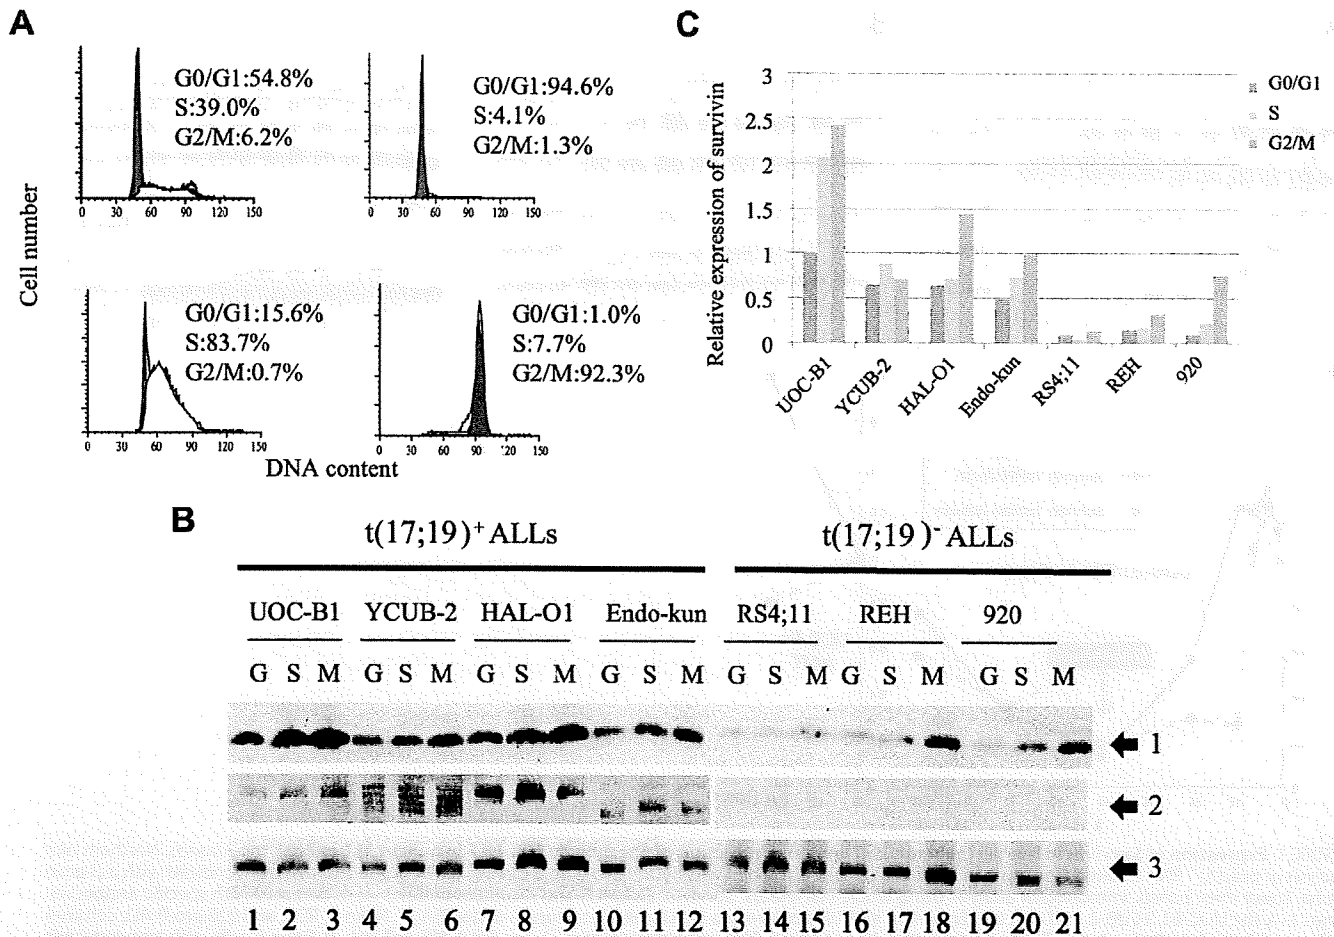 A
Cell number
G0/G1:54.8%
S:39.0%
G2/M:6.2%
0 30 60 90 120 150
G0/G1:94.6%
S:4.1%
G2/M:1.3%
0 30 60 90 120 150
G0/G1:15.6%
S:83.7%
G2/M:0.7%
0 30 60 90 120 150
G0/G1:1.0%
S:7.7%
G2/M:92.3%
0 30 60 90 120 150
DNA content
C
Relative expression of survivin
3
2.5
2
1.5
1
0.5
0
G0/G1
S
G2/M
UOC-B1 YCUB-2 HAL-O1 Endo-kun RS4;11 REH 920
B
t(17;19)+ ALLs t(17;19)- ALLs
UOC-B1 YCUB-2 HAL-O1 Endo-kun RS4;11 REH 920
G S M G S M G S M G S M G S M G S M G S M
1
2
3
1 2 3 4 5 6 7 8 9 10 11 12 13 14 15 16 17 18 19 20 21